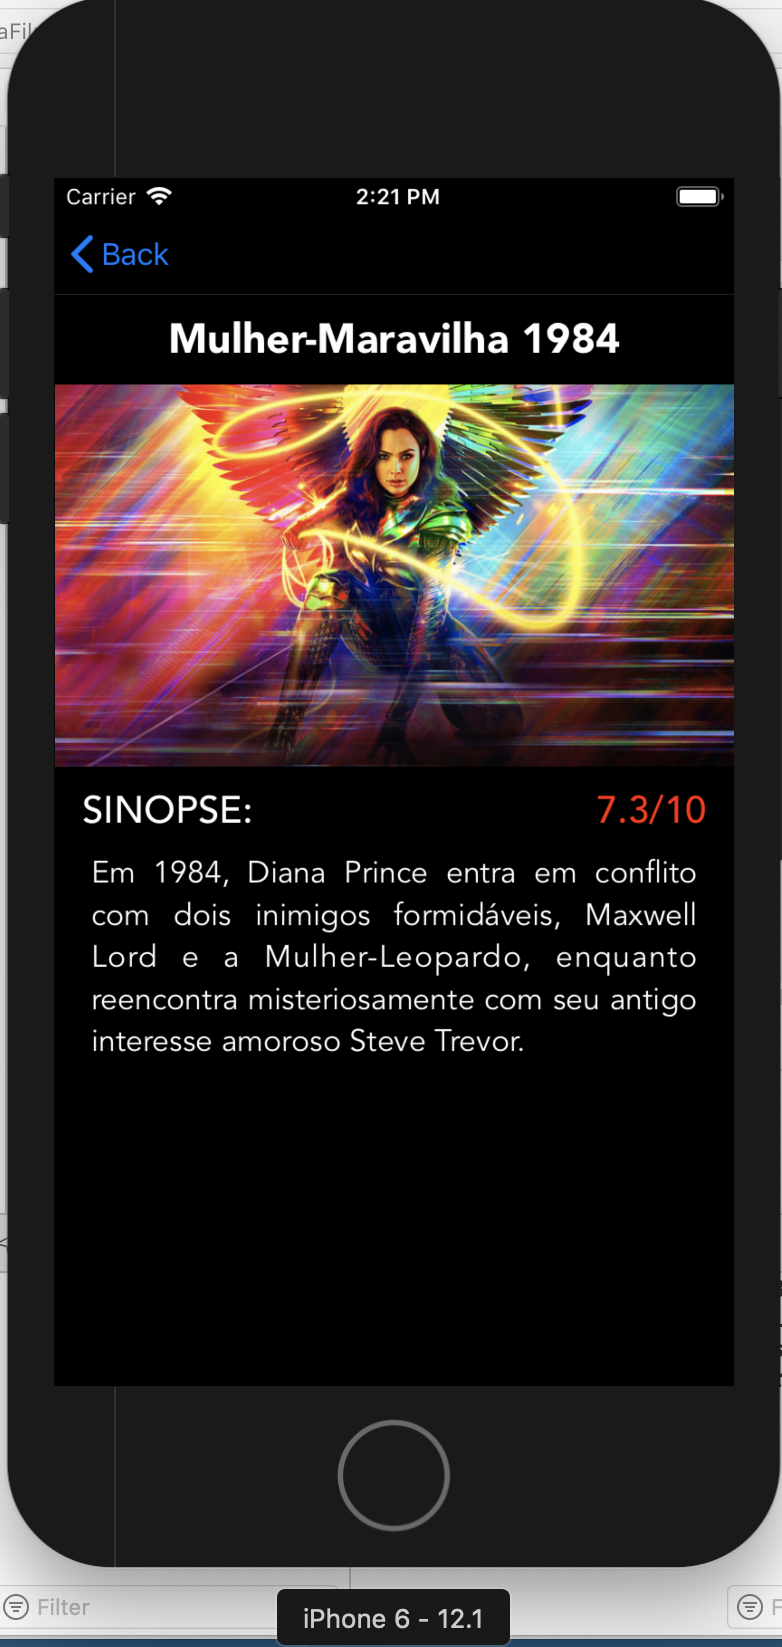 Carrier 2:21 PM
Back
Mulher-Maravilha 1984
SINOPSE: 7.3/10
Em 1984, Diana Prince entra em conflito
com dois inimigos formidáveis, Maxwell
Lord e a Mulher-Leopardo, enquanto
reencontra misteriosamente com seu antigo
interesse amoroso Steve Trevor.
Filter
iPhone 6 - 12.1